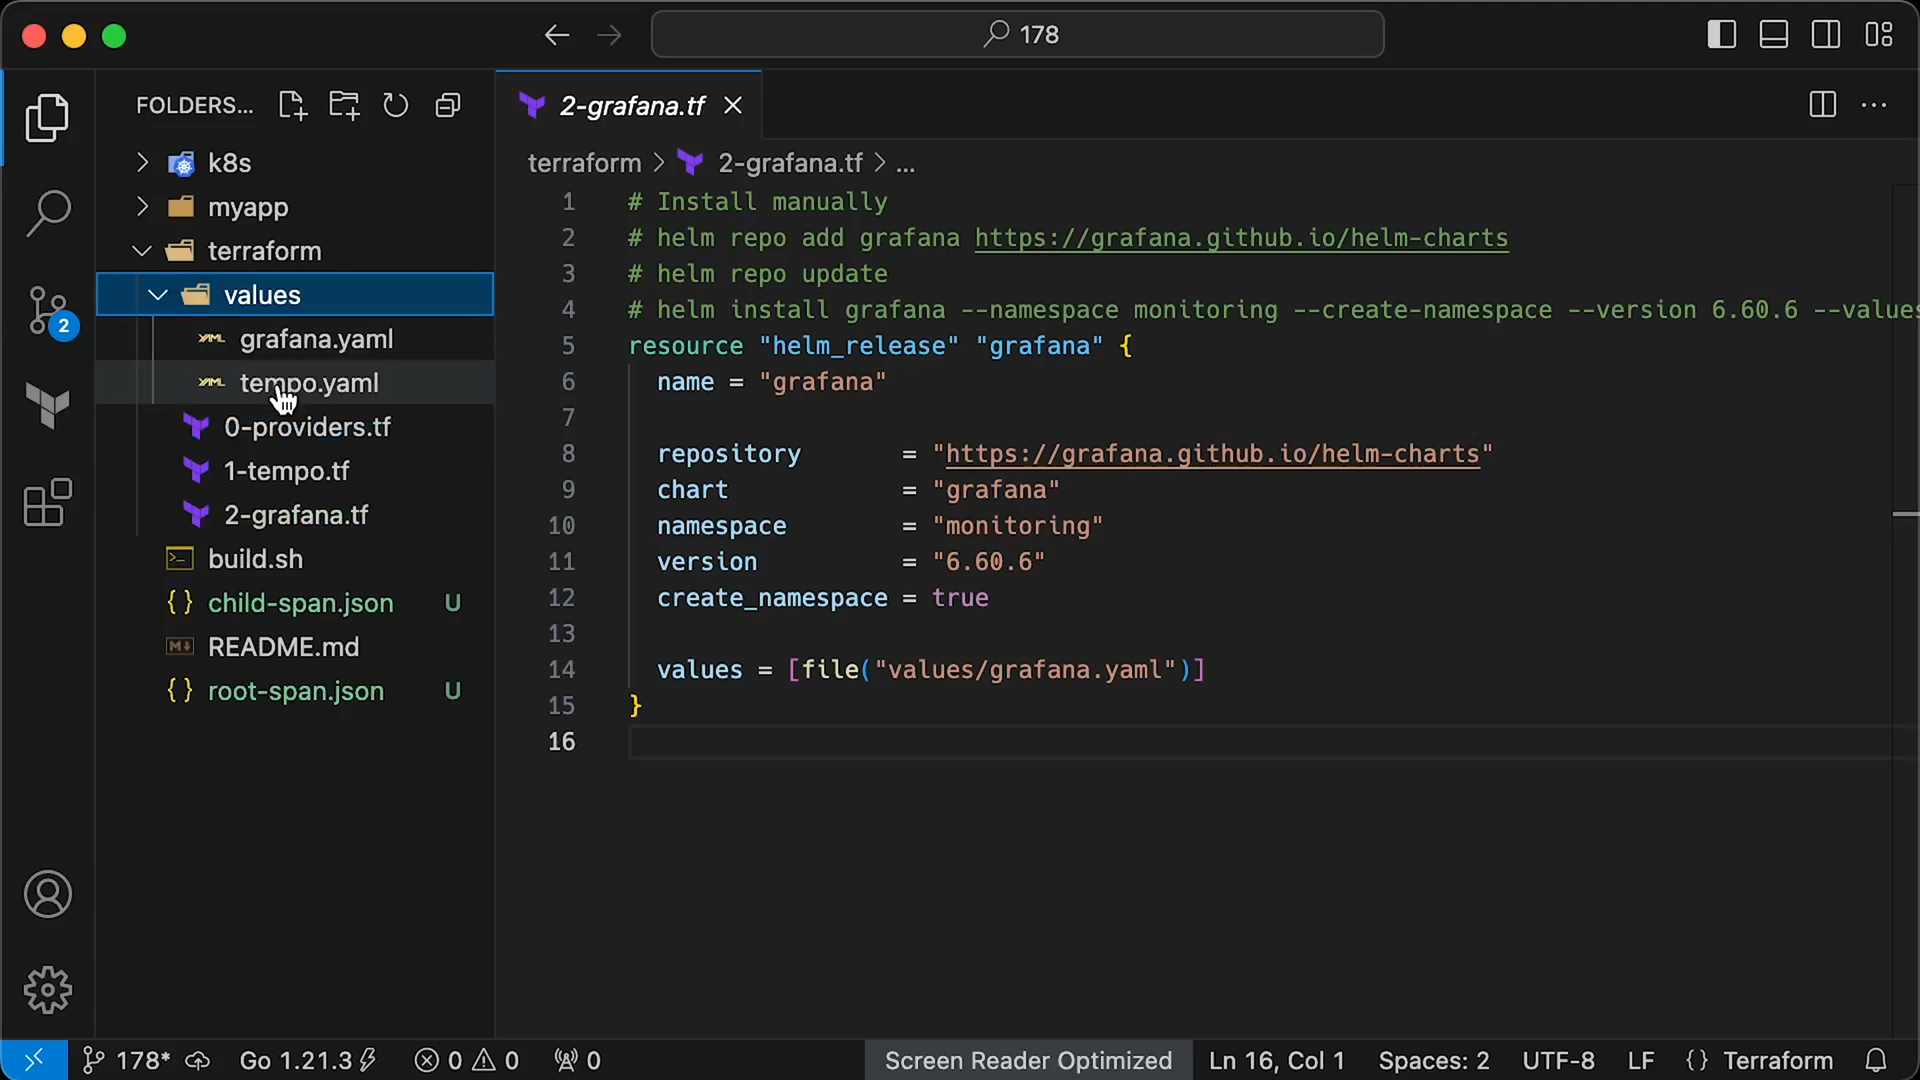 178
FOLDERS...
k8s
myapp
terraform
values
grafana.yaml
tempo.yaml
0-providers.tf
1-tempo.tf
2-grafana.tf
build.sh
child-span.json U
README.md
root-span.json U
2
2-grafana.tf
terraform > 2-grafana.tf > ...
1 # Install manually
2 # helm repo add grafana https://grafana.github.io/helm-charts
3 # helm repo update
4 # helm install grafana --namespace monitoring --create-namespace --version 6.60.6 --values
5 resource "helm_release" "grafana" {
6 name = "grafana"
7
8 repository = "https://grafana.github.io/helm-charts"
9 chart = "grafana"
10 namespace = "monitoring"
11 version = "6.60.6"
12 create_namespace = true
13
14 values = [file("values/grafana.yaml")]
15 }
16
178* Go 1.21.3 0 0 0 Screen Reader Optimized Ln 16, Col 1 Spaces: 2 UTF-8 LF {} Terraform